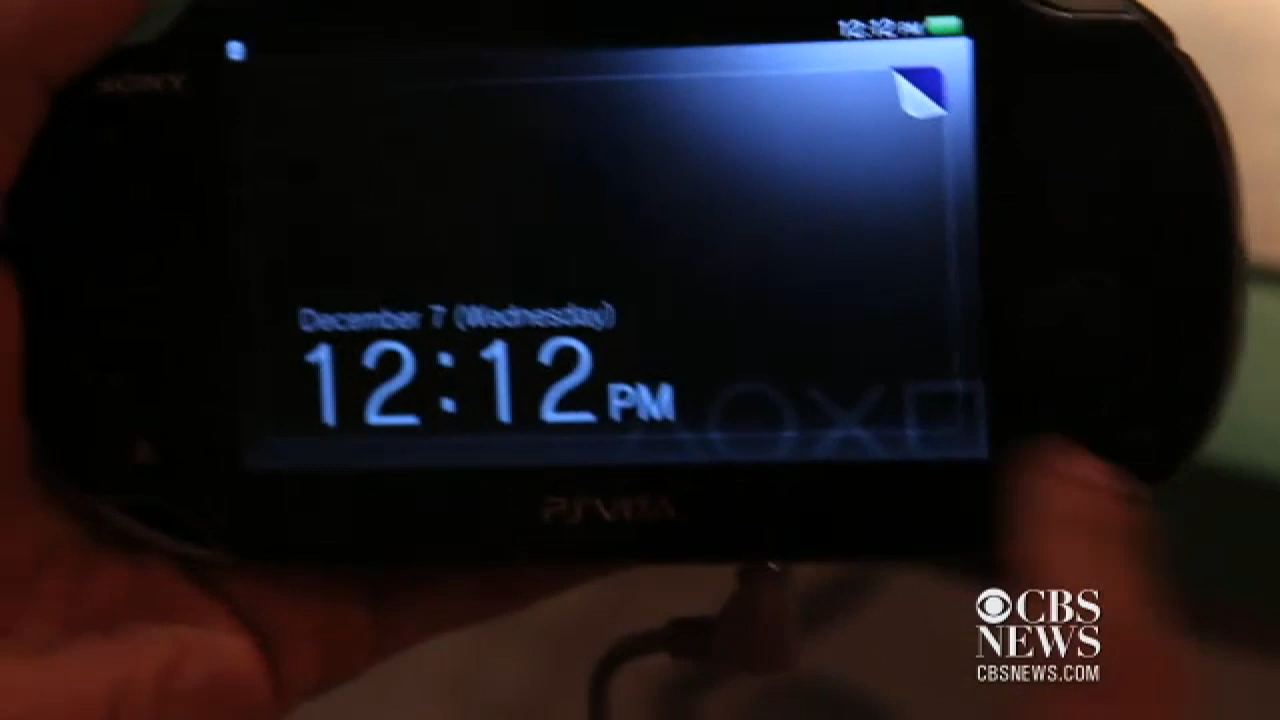 12:12 PM
SONY
December 7 (Wednesday)
12:12 PM
PS VITA
CBS
NEWS
CBSNEWS.COM